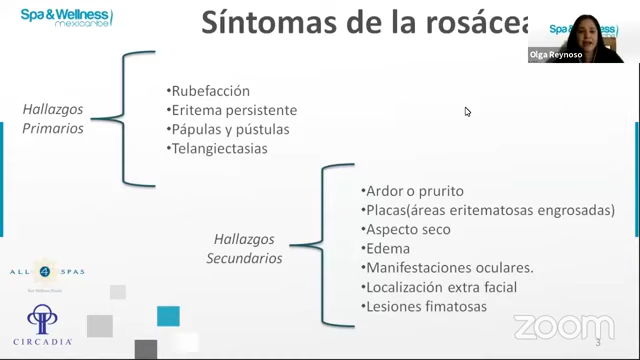 Spa & Wellness
mexicaribe
Síntomas de la rosácea
Spa & Wellness
Olga Reynoso
Hallazgos
Primarios
•Rubefacción
•Eritema persistente
•Pápulas y pústulas
•Telangiectasias
Hallazgos
Secundarios
•Ardor o prurito
•Placas(áreas eritematosas engrosadas)
•Aspecto seco
•Edema
•Manifestaciones oculares.
•Localización extra facial
•Lesiones fimatosas
ALL 4 SPAS
CIRCADIA
zoom
3